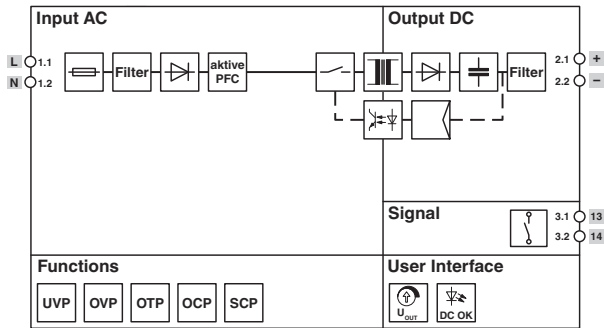 Input AC
Output DC
L 1.1
N 1.2
Filter
aktive
PFC
Filter
2.1 +
2.2 −
Signal
3.1 13
3.2 14
Functions
UVP OVP OTP OCP SCP
User Interface
UOUT
DC OK